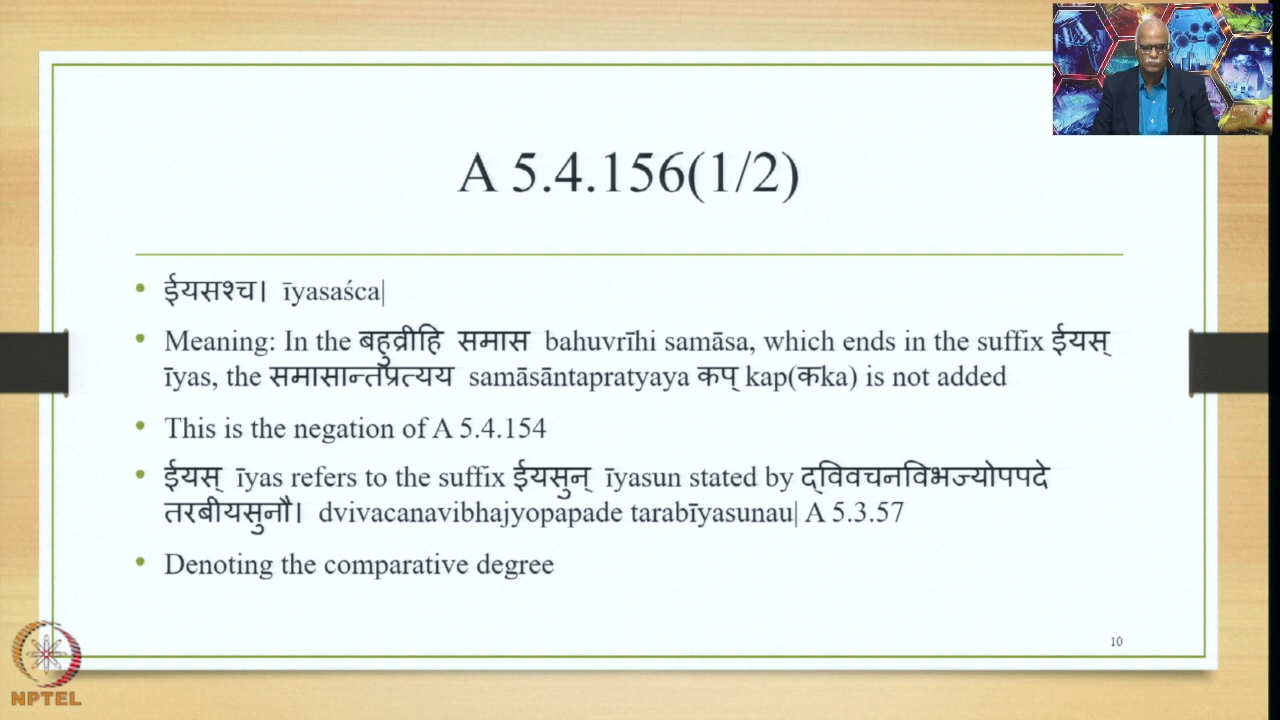 A 5.4.156(1/2)
• ईयसश्च। īyasaśca|
• Meaning: In the बहुव्रीहि समास bahuvrīhi samāsa, which ends in the suffix ईयस्
īyas, the समासान्तप्रत्यय samāsāntapratyaya कप् kap(कka) is not added
• This is the negation of A 5.4.154
• ईयस् īyas refers to the suffix ईयसुन् īyasun stated by द्विवचनविभज्योपपदे
तरबीयसुनौ। dvivacanavibhajyopapade tarabīyasunau| A 5.3.57
• Denoting the comparative degree
10
NPTEL